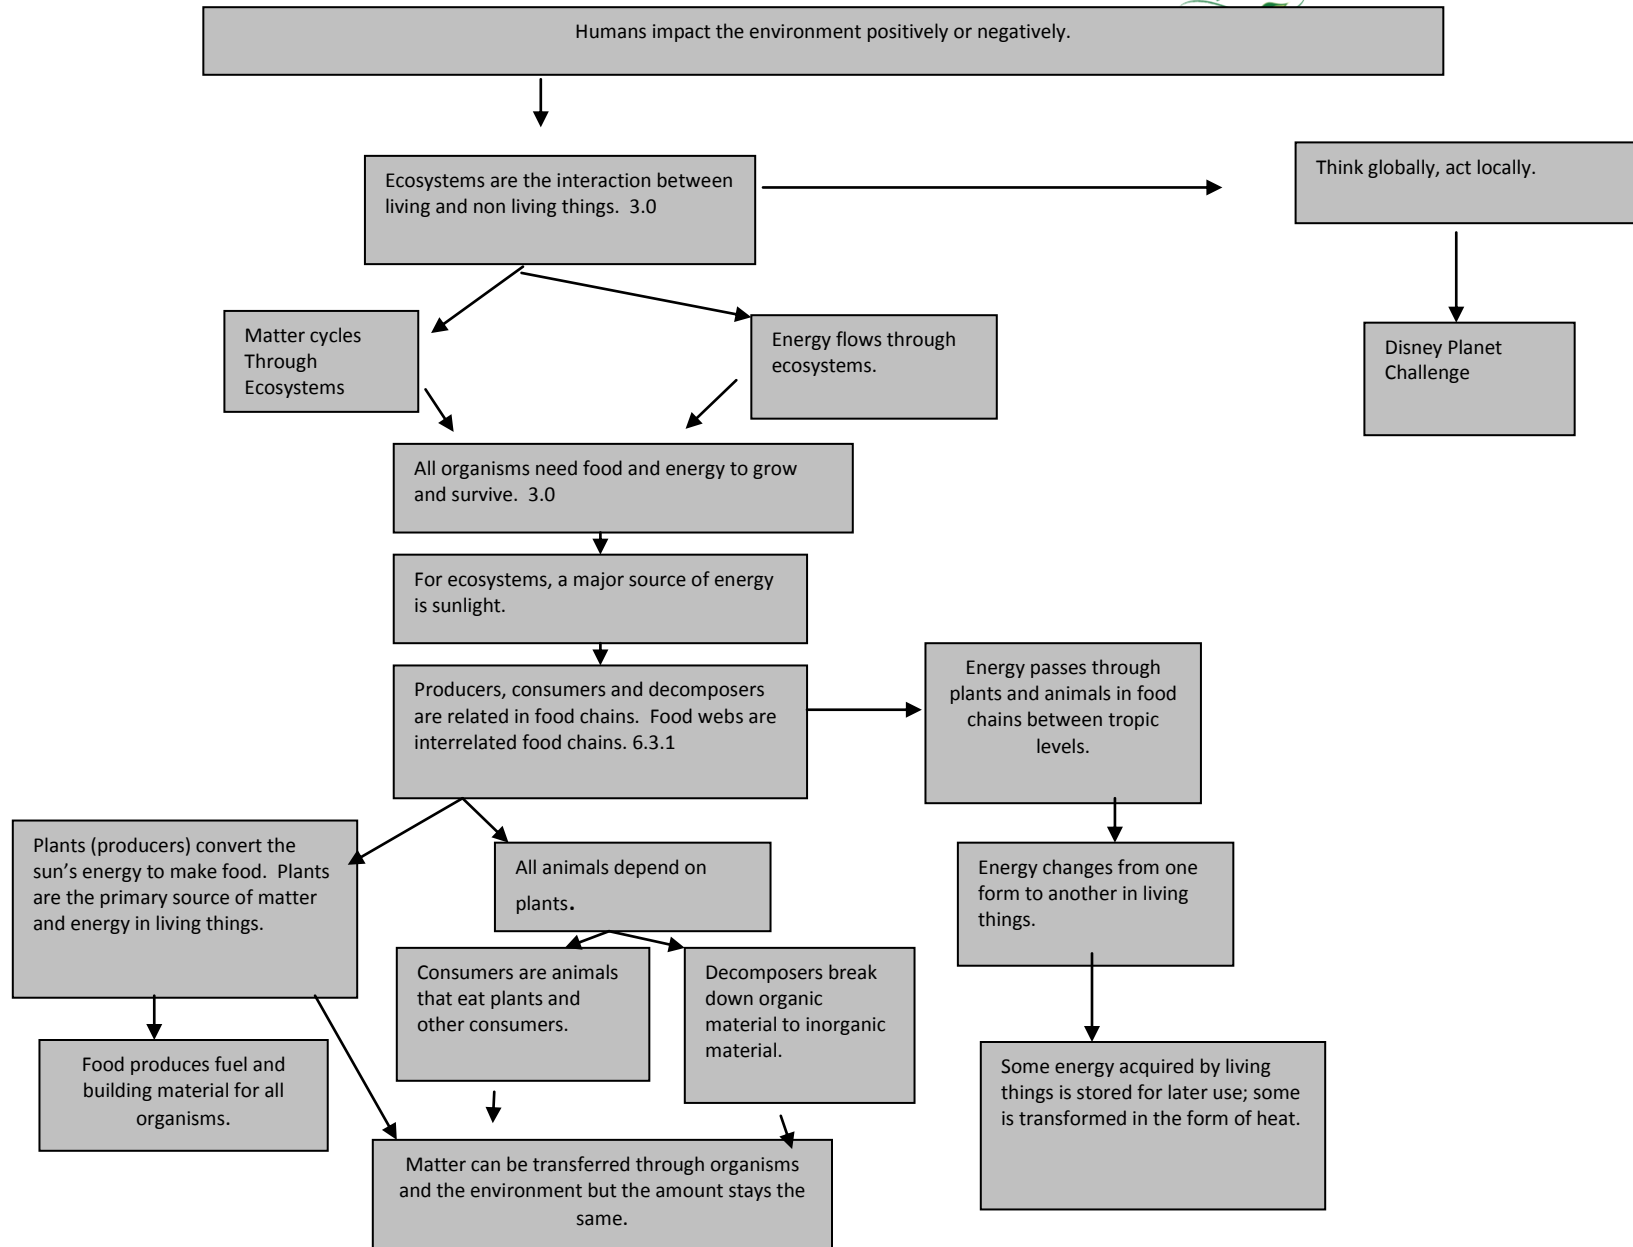 Humans impact the environment positively or negatively.
Ecosystems are the interaction between
living and non living things.  3.0
Think globally, act locally.
Matter cycles
Through
Ecosystems
Energy flows through
ecosystems.
Disney Planet
Challenge
All organisms need food and energy to grow
and survive.  3.0
For ecosystems, a major source of energy
is sunlight.
Producers, consumers and decomposers
are related in food chains.  Food webs are
interrelated food chains. 6.3.1
Energy passes through
plants and animals in food
chains between tropic
levels.
Plants (producers) convert the
sun’s energy to make food.  Plants
are the primary source of matter
and energy in living things.
All animals depend on
plants.
Energy changes from one
form to another in living
things.
Consumers are animals
that eat plants and
other consumers.
Decomposers break
down organic
material to inorganic
material.
Food produces fuel and
building material for all
organisms.
Some energy acquired by living
things is stored for later use; some
is transformed in the form of heat.
Matter can be transferred through organisms
and the environment but the amount stays the
same.